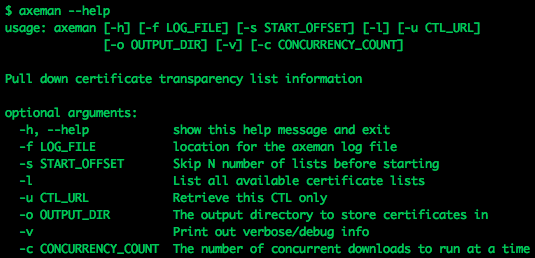 $ axeman --help
usage: axeman [-h] [-f LOG_FILE] [-s START_OFFSET] [-l] [-u CTL_URL]
              [-o OUTPUT_DIR] [-v] [-c CONCURRENCY_COUNT]
Pull down certificate transparency list information
optional arguments:
  -h, --help            show this help message and exit
  -f LOG_FILE           location for the axeman log file
  -s START_OFFSET       Skip N number of lists before starting
  -l                    List all available certificate lists
  -u CTL_URL            Retrieve this CTL only
  -o OUTPUT_DIR         The output directory to store certificates in
  -v                    Print out verbose/debug info
  -c CONCURRENCY_COUNT  The number of concurrent downloads to run at a time